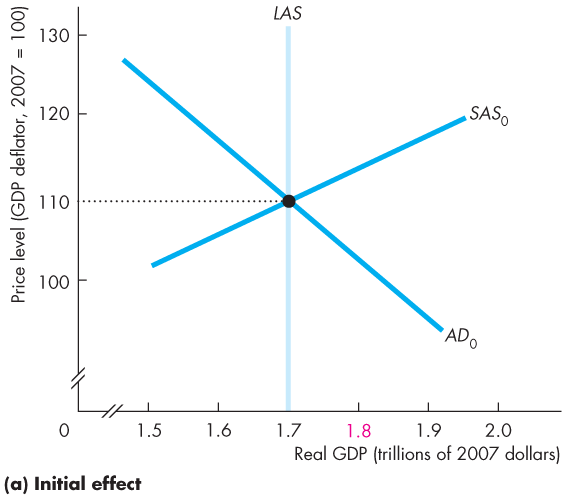 LAS
Price level (GDP deflator, 2007 = 100)
130
120
110
100
SAS0
AD0
0
1.5 1.6 1.7 1.8 1.9 2.0
Real GDP (trillions of 2007 dollars)
(a) Initial effect